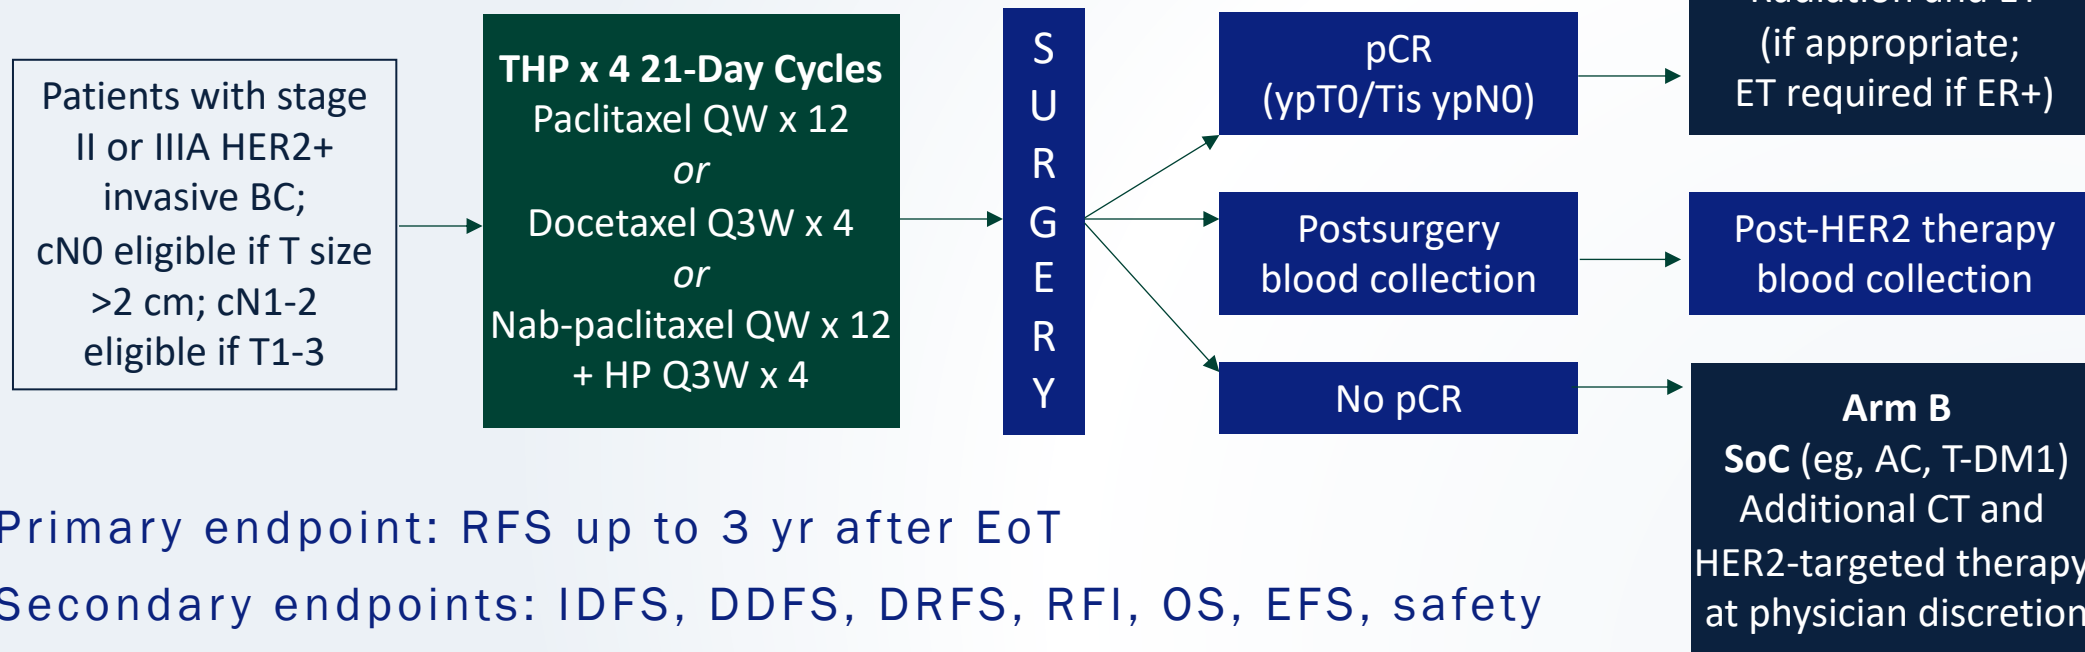 Patients with stage
II or IIIA HER2+
invasive BC;
cN0 eligible if T size
>2 cm; cN1-2
eligible if T1-3
THP x 4 21-Day Cycles
Paclitaxel QW x 12
or
Docetaxel Q3W x 4
or
Nab-paclitaxel QW x 12
+ HP Q3W x 4
S
U
R
G
E
R
Y
pCR
(ypT0/Tis ypN0)
Radiation and ET
(if appropriate;
ET required if ER+)
Postsurgery
blood collection
Post-HER2 therapy
blood collection
No pCR
Arm B
SoC (eg, AC, T-DM1)
Additional CT and
HER2-targeted therapy
at physician discretion
Primary endpoint: RFS up to 3 yr after EoT
Secondary endpoints: IDFS, DDFS, DRFS, RFI, OS, EFS, safety